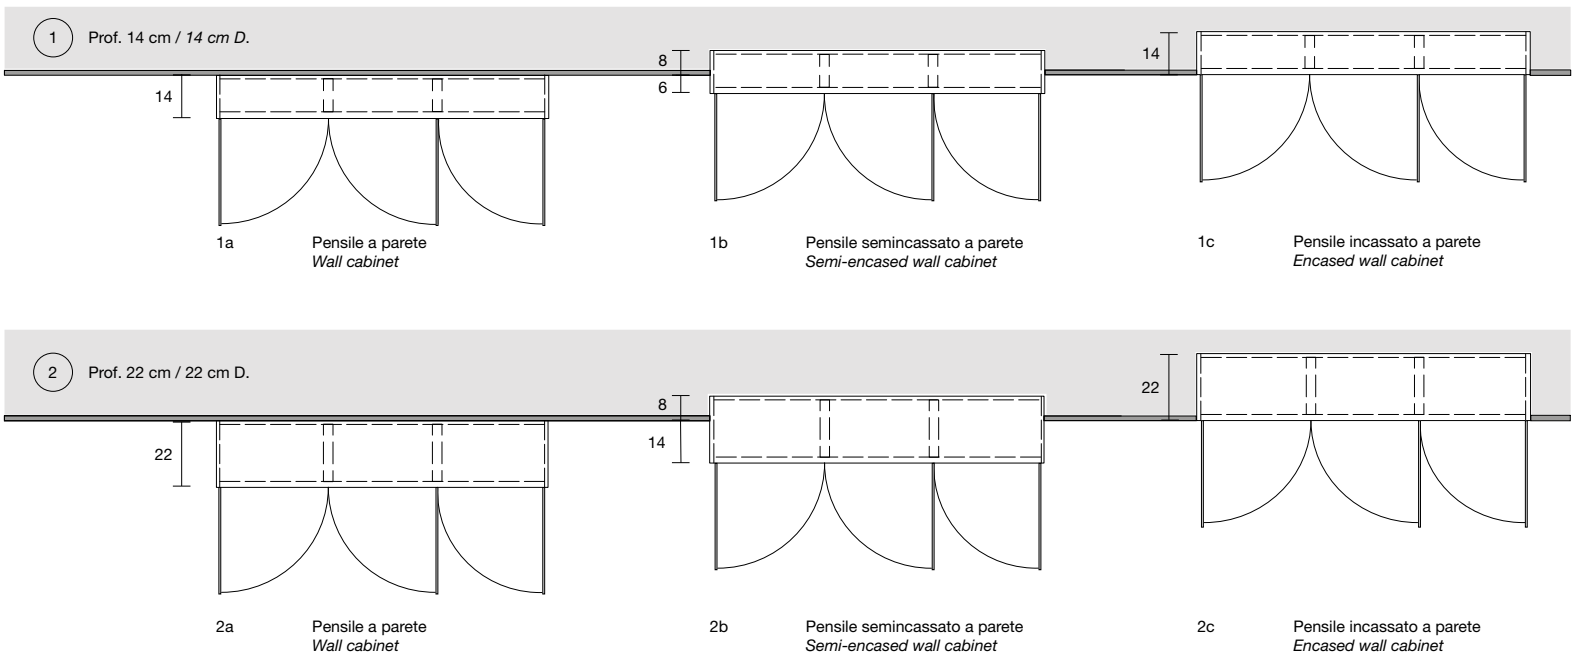 1
Prof. 14 cm / 14 cm D.
14
8
6
14
1a
Pensile a parete
Wall cabinet
1b
Pensile semincassato a parete
Semi-encased wall cabinet
1c
Pensile incassato a parete
Encased wall cabinet
2
Prof. 22 cm / 22 cm D.
22
8
14
22
2a
Pensile a parete
Wall cabinet
2b
Pensile semincassato a parete
Semi-encased wall cabinet
2c
Pensile incassato a parete
Encased wall cabinet